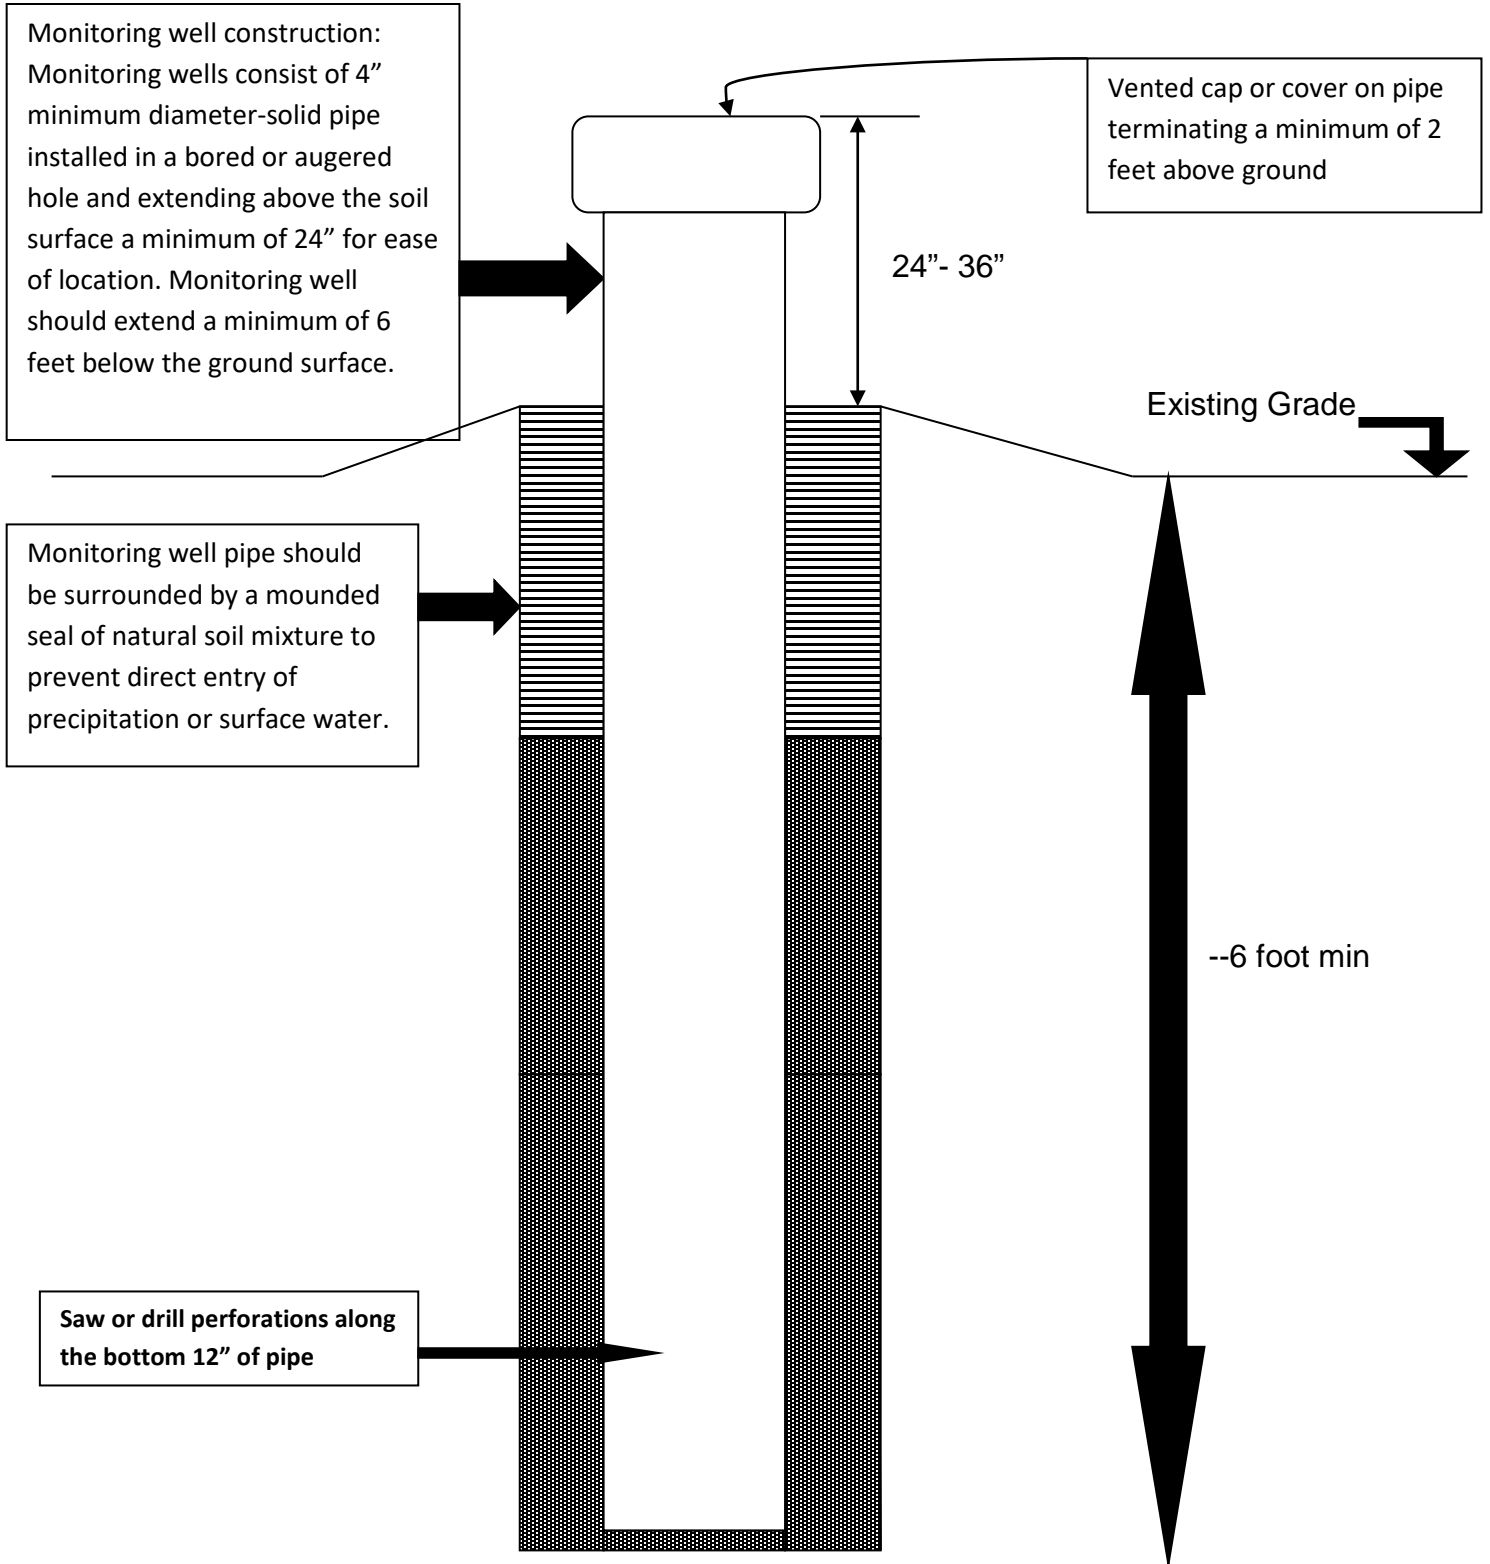 Monitoring well construction:
Monitoring wells consist of 4”
minimum diameter-solid pipe
installed in a bored or augered
hole and extending above the soil
surface a minimum of 24” for ease
of location. Monitoring well
should extend a minimum of 6
feet below the ground surface.
Vented cap or cover on pipe
terminating a minimum of 2
feet above ground
24”- 36”
Existing Grade
Monitoring well pipe should
be surrounded by a mounded
seal of natural soil mixture to
prevent direct entry of
precipitation or surface water.
--6 foot min
Saw or drill perforations along
the bottom 12” of pipe